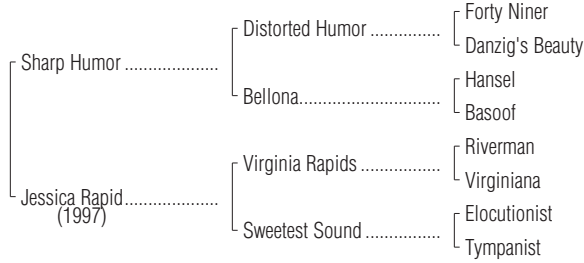 Forty Niner
Distorted Humor ................
Danzig's Beauty
Sharp Humor .....................
Hansel
Bellona................................
Basoof
Riverman
Virginia Rapids ..................
Virginiana
Jessica Rapid.....................
(1997)
Elocutionist
Sweetest Sound .................
Tympanist